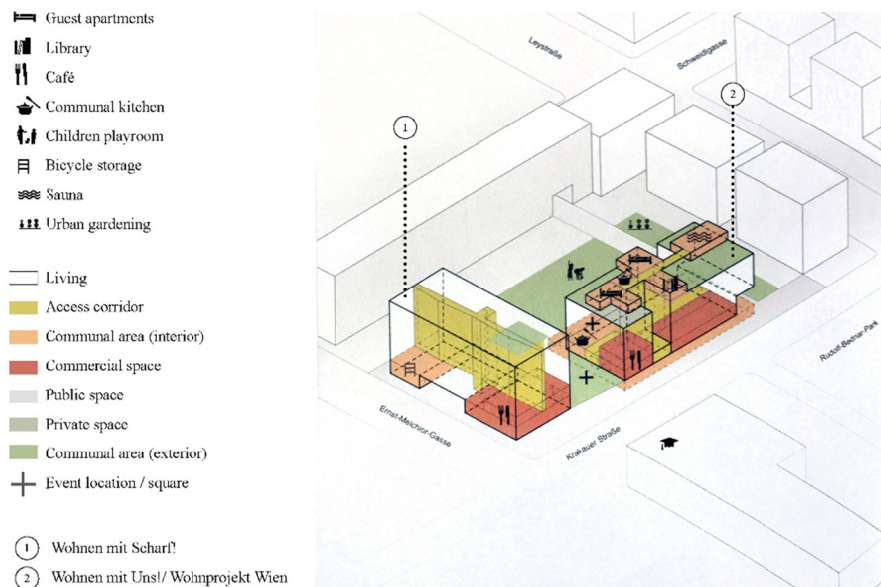 Guest apartments
Library
Café
Communal kitchen
Children playroom
Bicycle storage
Sauna
Urban gardening
Living
Access corridor
Communal area (interior)
Commercial space
Public space
Private space
Communal area (exterior)
Event location / square
1 Wohnen mit Scharf!
2 Wohnen mit Uns!/ Wohnprojekt Wien
Leystraße
Schweidlgasse
1
2
Rudolf-Bednar-Park
Ernst-Melchior-Gasse
Krakauer Straße